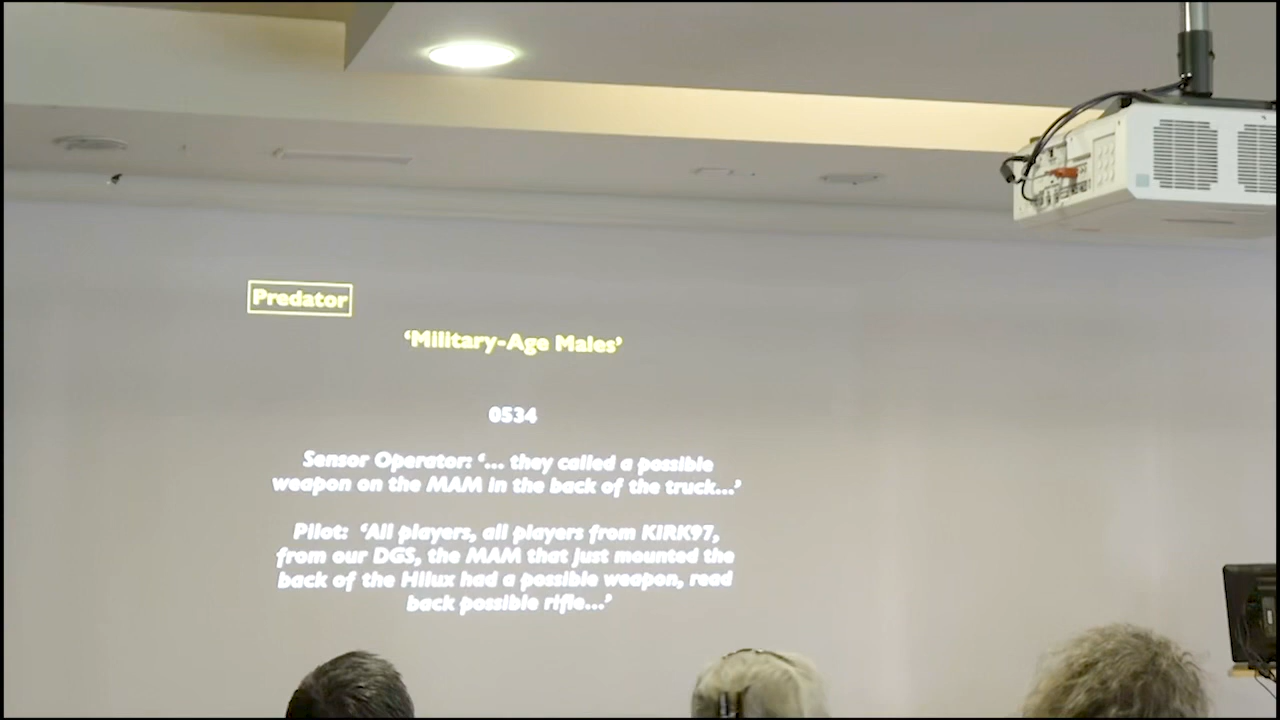 Predator
‘Military-Age Males’
0534
Sensor Operator: ‘... they called a possible
weapon on the MAM in the back of the truck...’
Pilot:  ‘All players, all players from KIRK97,
from our DGS, the MAM that just mounted the
back of the Hilux had a possible weapon, read
back possible rifle...’